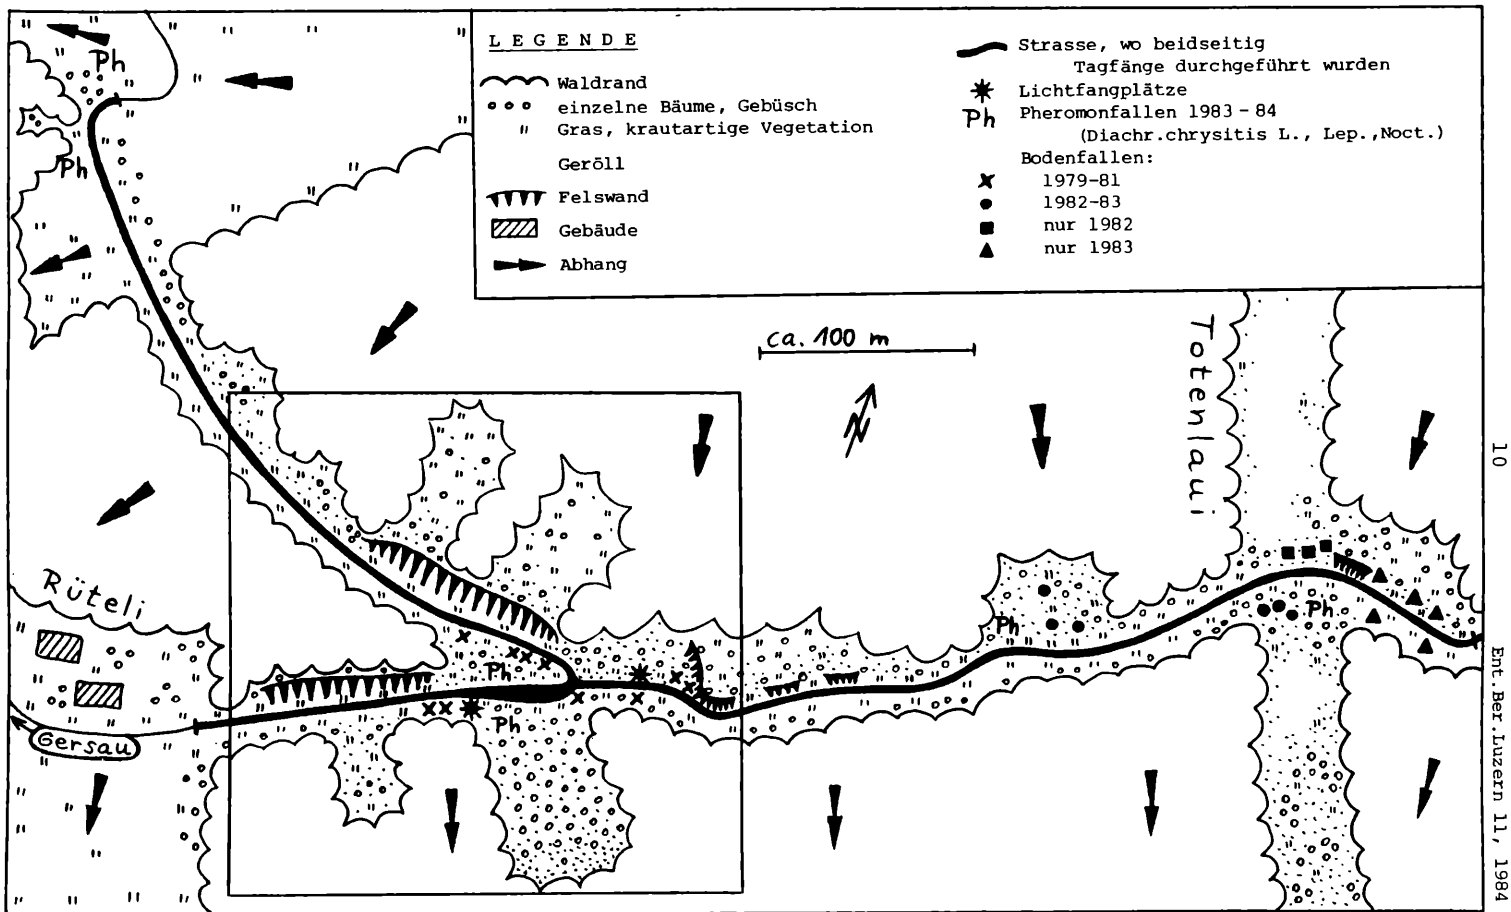 L E G E N D E
Waldrand
einzelne Bäume, Gebüsch
Gras, krautartige Vegetation
Geröll
Felswand
Gebäude
Abhang
Strasse, wo beidseitig
Tagfänge durchgeführt wurden
Lichtfangplätze
Ph Pheromonfallen 1983 - 84
(Diachr.chrysitis L., Lep.,Noct.)
Bodenfallen:
1979-81
1982-83
nur 1982
nur 1983
Ph
Ph
ca. 100 m
N
Totenlaui
Rüteli
Gersau
Ph
Ph
Ph
Ph
10
Ent.Ber.Luzern 11, 1984